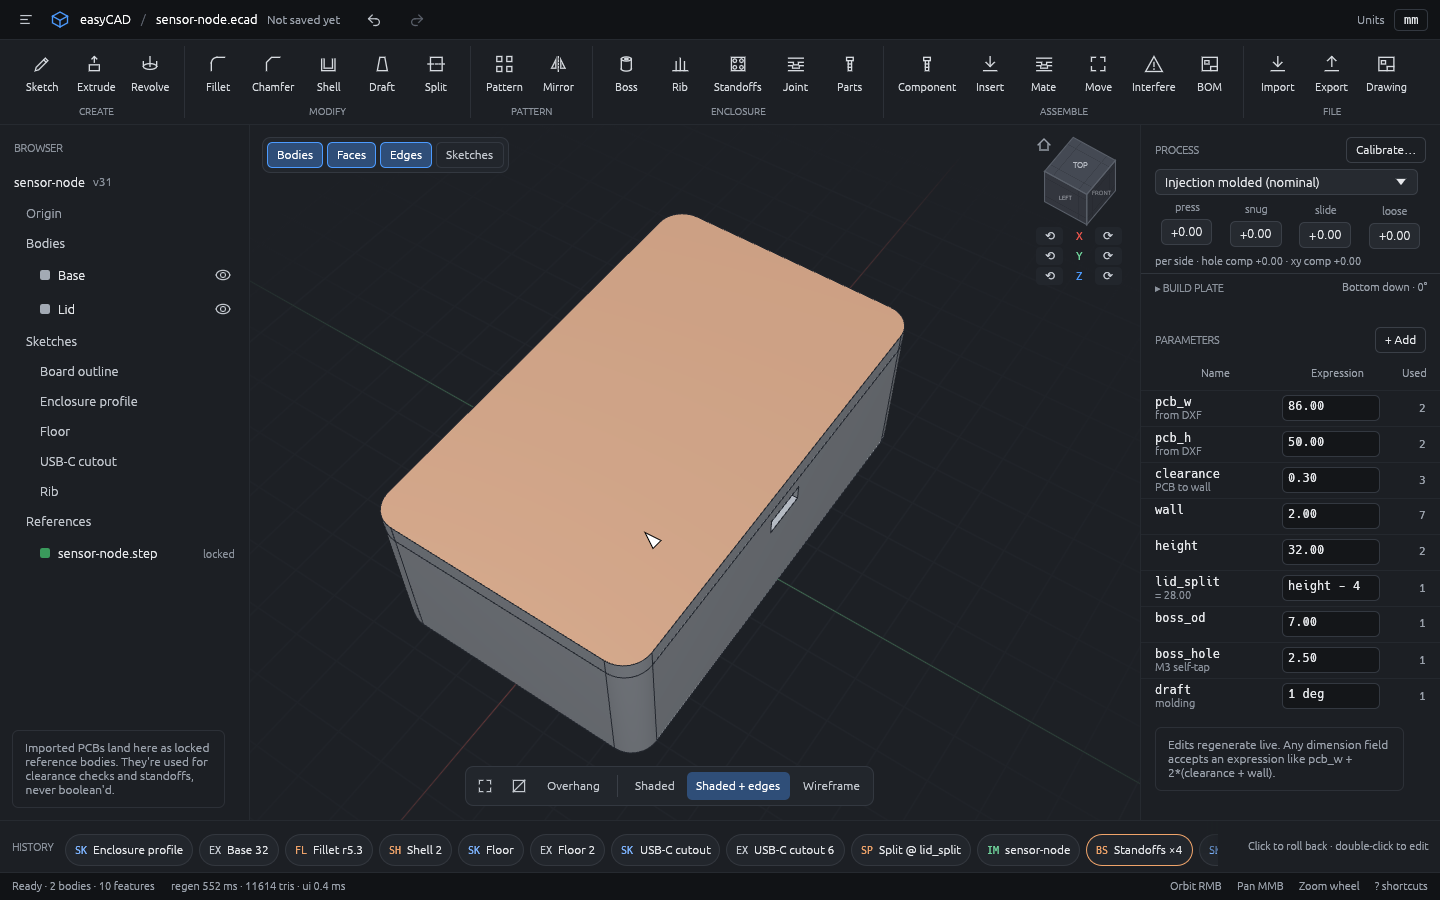 easyCAD / sensor-node.ecad Not saved yet
Units mm
Sketch Extrude Revolve
CREATE
Fillet Chamfer Shell Draft Split
MODIFY
Pattern Mirror
PATTERN
Boss Rib Standoffs Joint Parts
ENCLOSURE
Component Insert Mate Move Interfere BOM
ASSEMBLE
Import Export Drawing
FILE
BROWSER
sensor-node v31
Origin
Bodies
Base
Lid
Sketches
Board outline
Enclosure profile
Floor
USB-C cutout
Rib
References
sensor-node.step locked
Imported PCBs land here as locked
reference bodies. They're used for
clearance checks and standoffs,
never boolean'd.
Bodies Faces Edges Sketches
TOP
LEFT FRONT
⟲ X ⟳
⟲ Y ⟳
⟲ Z ⟳
Overhang Shaded Shaded + edges Wireframe
PROCESS Calibrate...
Injection molded (nominal)
press snug slide loose
+0.00 +0.00 +0.00 +0.00
per side · hole comp +0.00 · xy comp +0.00
▸ BUILD PLATE Bottom down · 0°
PARAMETERS + Add
Name Expression Used
pcb_w 86.00 2
from DXF
pcb_h 50.00 2
from DXF
clearance 0.30 3
PCB to wall
wall 2.00 7
height 32.00 2
lid_split height - 4 1
= 28.00
boss_od 7.00 1
boss_hole 2.50 1
M3 self-tap
draft 1 deg 1
molding
Edits regenerate live. Any dimension field
accepts an expression like pcb_w +
2*(clearance + wall).
HISTORY SK Enclosure profile EX Base 32 FL Fillet r5.3 SH Shell 2 SK Floor EX Floor 2 SK USB-C cutout EX USB-C cutout 6 SP Split @ lid_split IM sensor-node BS Standoffs ×4
Click to roll back · double-click to edit
Ready · 2 bodies · 10 features regen 552 ms · 11614 tris · ui 0.4 ms
Orbit RMB Pan MMB Zoom wheel ? shortcuts